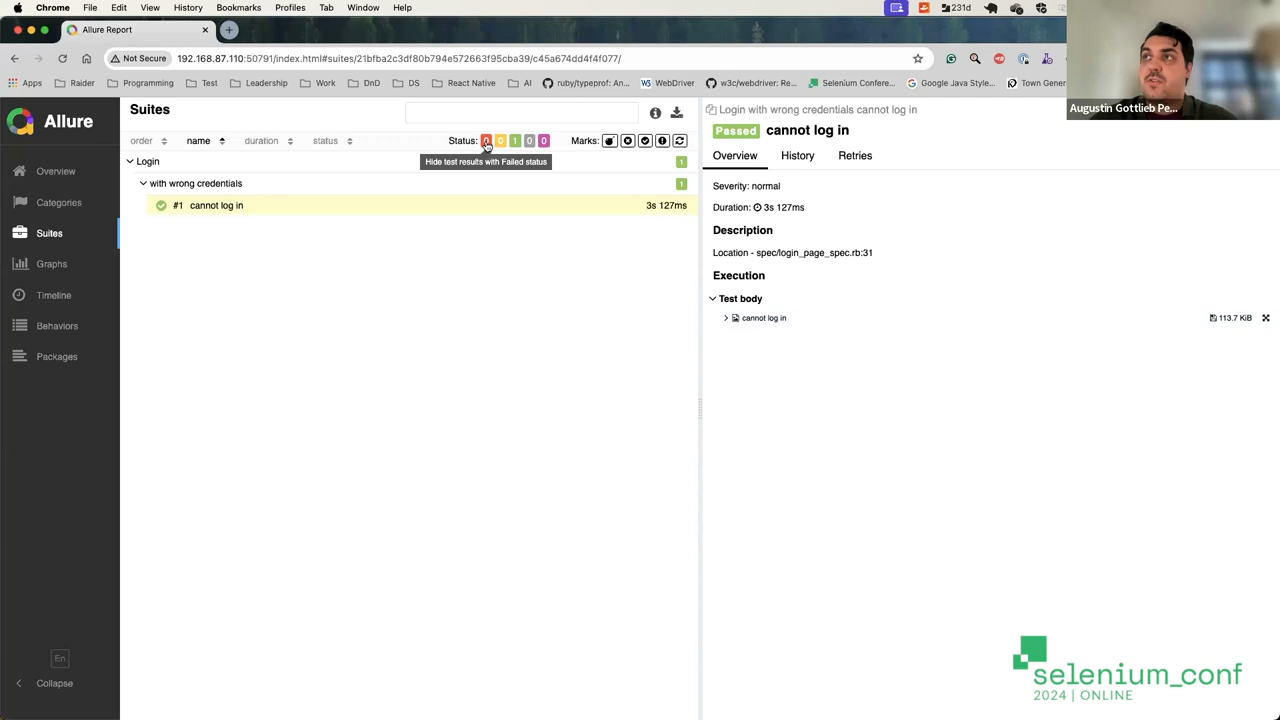 Chrome File Edit View History Bookmarks Profiles Tab Window Help
231d
Allure Report
Not Secure 192.168.87.110:50791/index.html#suites/21bfba2c3df80b794e572663f95cba39/c45a674dd4f4f077/
Apps Raider Programming Test Leadership Work DnD DS React Native AI ruby/typeprof: An... WebDriver w3c/webdriver: Re... Selenium Confere... Google Java Style... Town Gener
Augustin Gottlieb Pe...
Allure
Overview
Categories
Suites
Graphs
Timeline
Behaviors
Packages
En
Collapse
Suites
order name duration status Status: 0 0 1 0 0 Marks:
Hide test results with Failed status
Login 1
with wrong credentials 1
#1 cannot log in 3s 127ms
Login with wrong credentials cannot log in
Passed cannot log in
Overview History Retries
Severity: normal
Duration: 3s 127ms
Description
Location - spec/login_page_spec.rb:31
Execution
Test body
cannot log in 113.7 KiB
selenium_conf
2024 | ONLINE